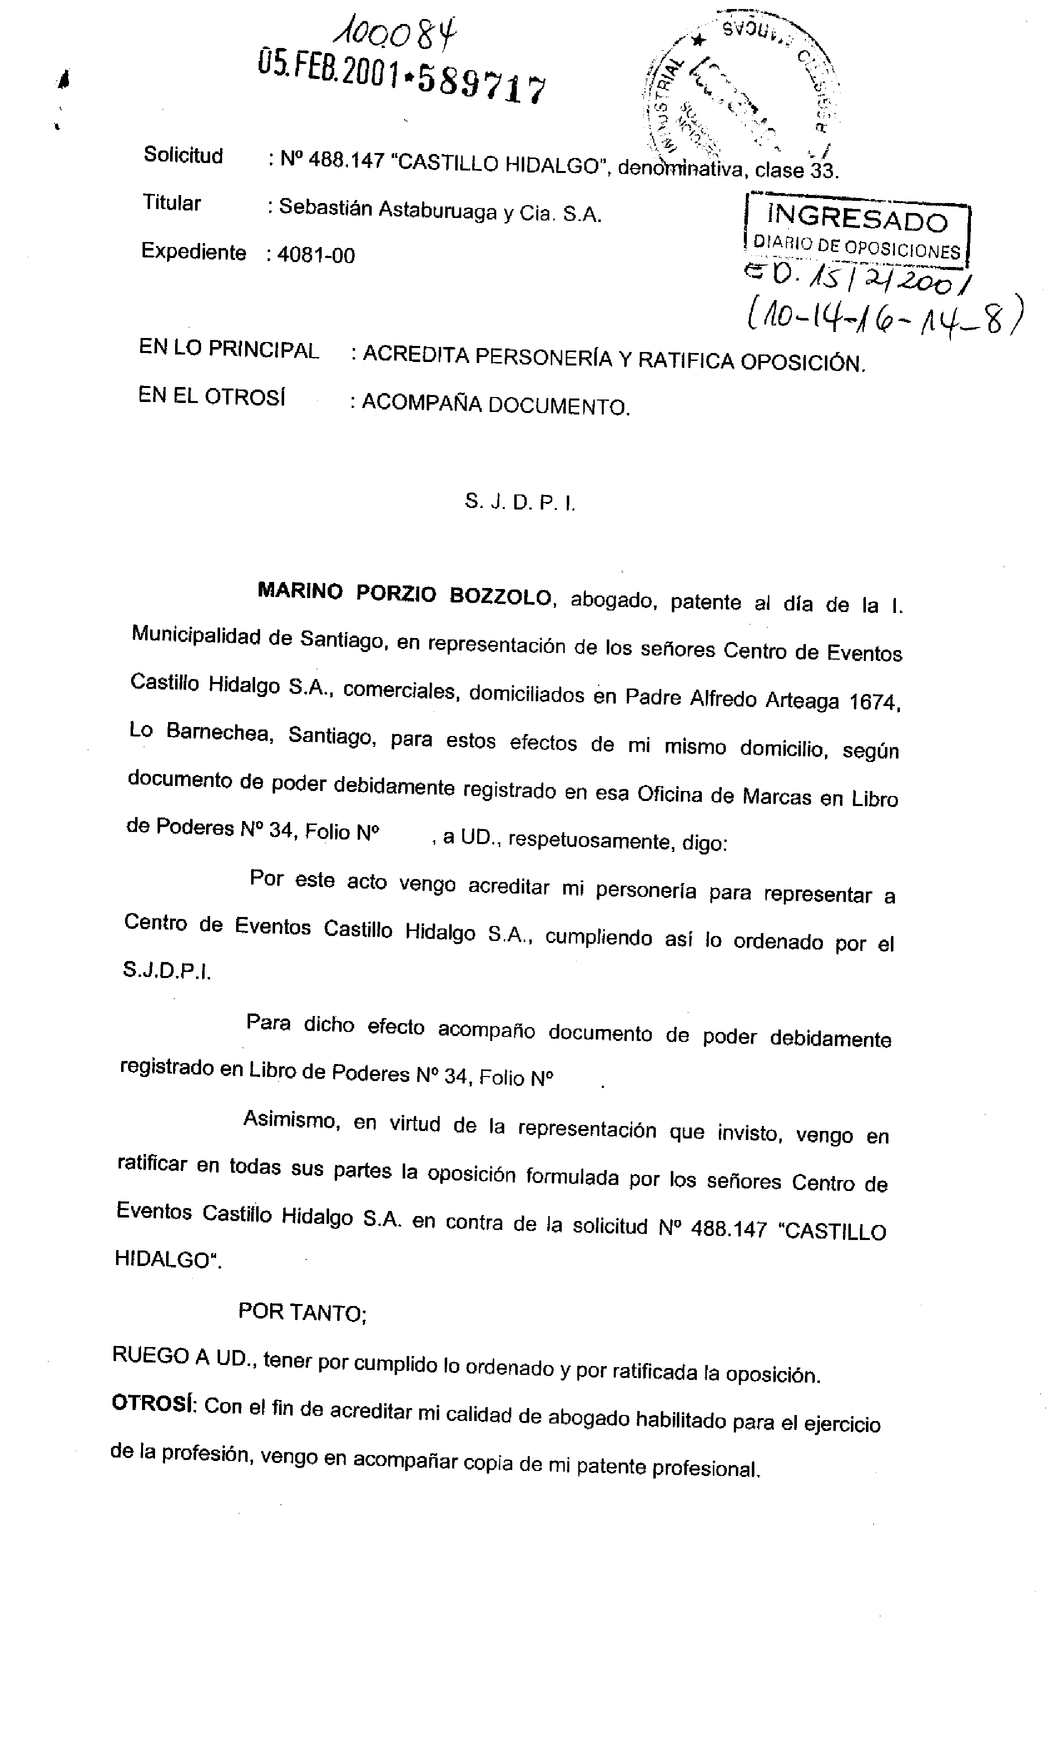 100084
05.FEB.2001*589717
INDUSTRIAL ★ MARCAS
Solicitud : Nº 488.147 "CASTILLO HIDALGO", denominativa, clase 33.
Titular : Sebastián Astaburuaga y Cia. S.A.
INGRESADO
DIARIO DE OPOSICIONES
Expediente : 4081-00
ED. 15/2/2001
(10-14-16-14-8)
EN LO PRINCIPAL : ACREDITA PERSONERÍA Y RATIFICA OPOSICIÓN.
EN EL OTROSÍ : ACOMPAÑA DOCUMENTO.
S. J. D. P. I.
MARINO PORZIO BOZZOLO, abogado, patente al día de la I.
Municipalidad de Santiago, en representación de los señores Centro de Eventos
Castillo Hidalgo S.A., comerciales, domiciliados en Padre Alfredo Arteaga 1674,
Lo Barnechea, Santiago, para estos efectos de mi mismo domicilio, según
documento de poder debidamente registrado en esa Oficina de Marcas en Libro
de Poderes Nº 34, Folio Nº , a UD., respetuosamente, digo:
Por este acto vengo acreditar mi personería para representar a
Centro de Eventos Castillo Hidalgo S.A., cumpliendo así lo ordenado por el
S.J.D.P.I.
Para dicho efecto acompaño documento de poder debidamente
registrado en Libro de Poderes Nº 34, Folio Nº .
Asimismo, en virtud de la representación que invisto, vengo en
ratificar en todas sus partes la oposición formulada por los señores Centro de
Eventos Castillo Hidalgo S.A. en contra de la solicitud Nº 488.147 "CASTILLO
HIDALGO".
POR TANTO;
RUEGO A UD., tener por cumplido lo ordenado y por ratificada la oposición.
OTROSÍ: Con el fin de acreditar mi calidad de abogado habilitado para el ejercicio
de la profesión, vengo en acompañar copia de mi patente profesional.